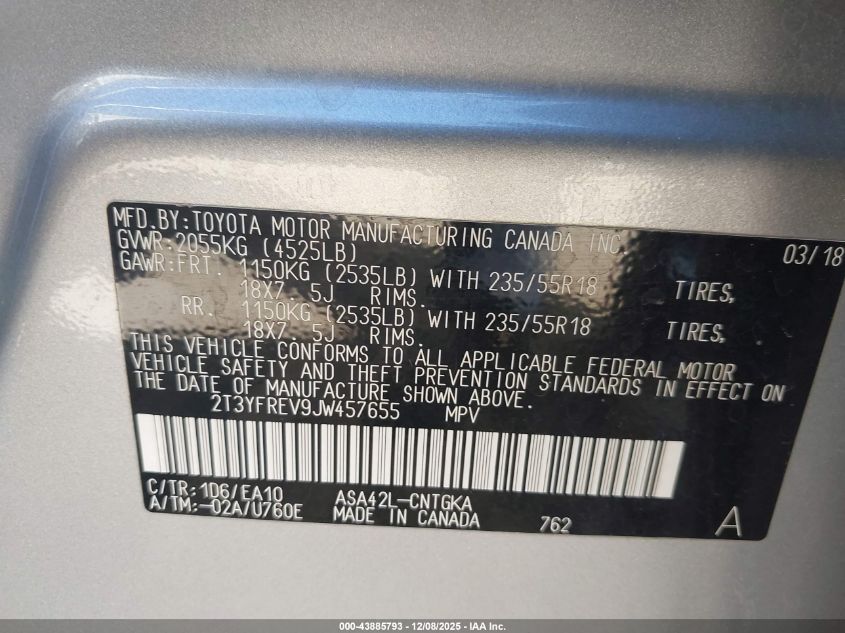 MFD.BY:TOYOTA MOTOR MANUFACTURING CANADA INC. 03/18
GVWR:2055KG (4525LB)
GAWR:FRT. 1150KG (2535LB) WITH 235/55R18 TIRES,
18X7. 5J RIMS.
RR. 1150KG (2535LB) WITH 235/55R18 TIRES,
18X7. 5J RIMS.
THIS VEHICLE CONFORMS TO ALL APPLICABLE FEDERAL MOTOR
VEHICLE SAFETY AND THEFT PREVENTION STANDARDS IN EFFECT ON
THE DATE OF MANUFACTURE SHOWN ABOVE.
2T3YFREV9JW457655 MPV
C/TR:1D6/EA10 ASA42L-CNTGKA
A/TM:-02A/U760E MADE IN CANADA 762 A
000-43885793 - 12/08/2025 - IAA Inc.